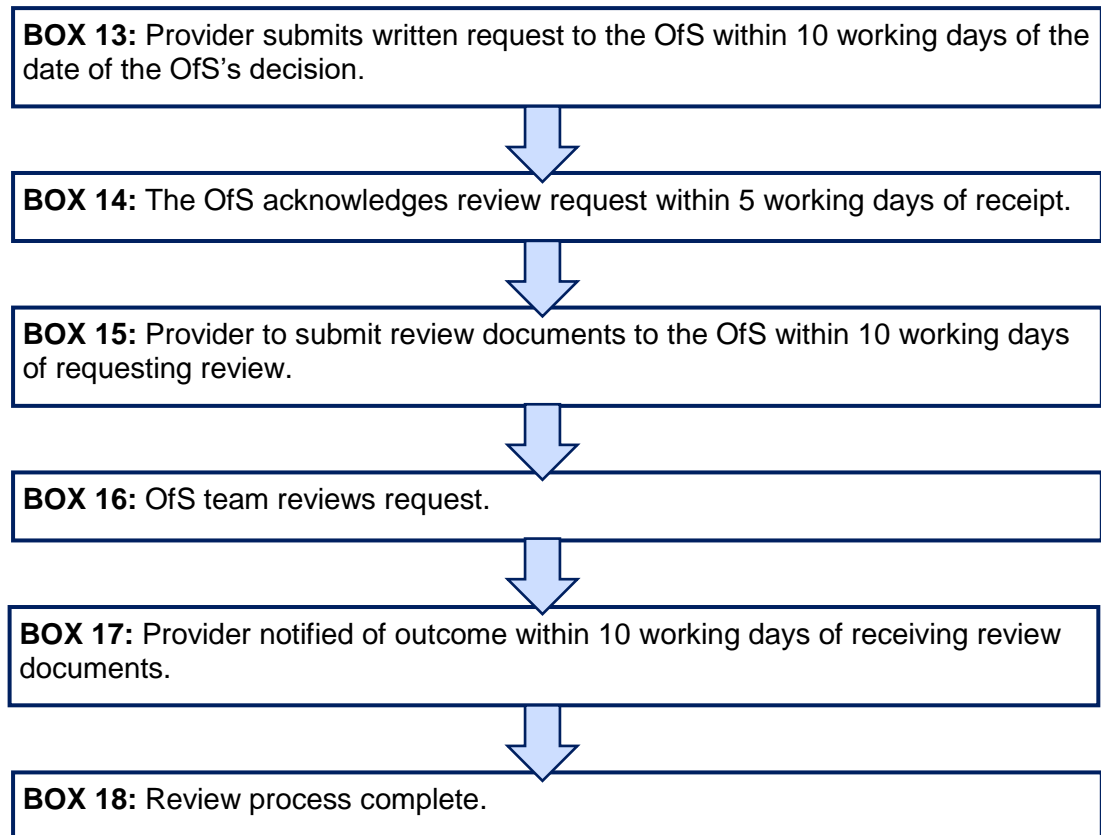 BOX 13: Provider submits written request to the OfS within 10 working days of the
date of the OfS’s decision.
BOX 14: The OfS acknowledges review request within 5 working days of receipt.
BOX 15: Provider to submit review documents to the OfS within 10 working days
of requesting review.
BOX 16: OfS team reviews request.
BOX 17: Provider notified of outcome within 10 working days of receiving review
documents.
BOX 18: Review process complete.